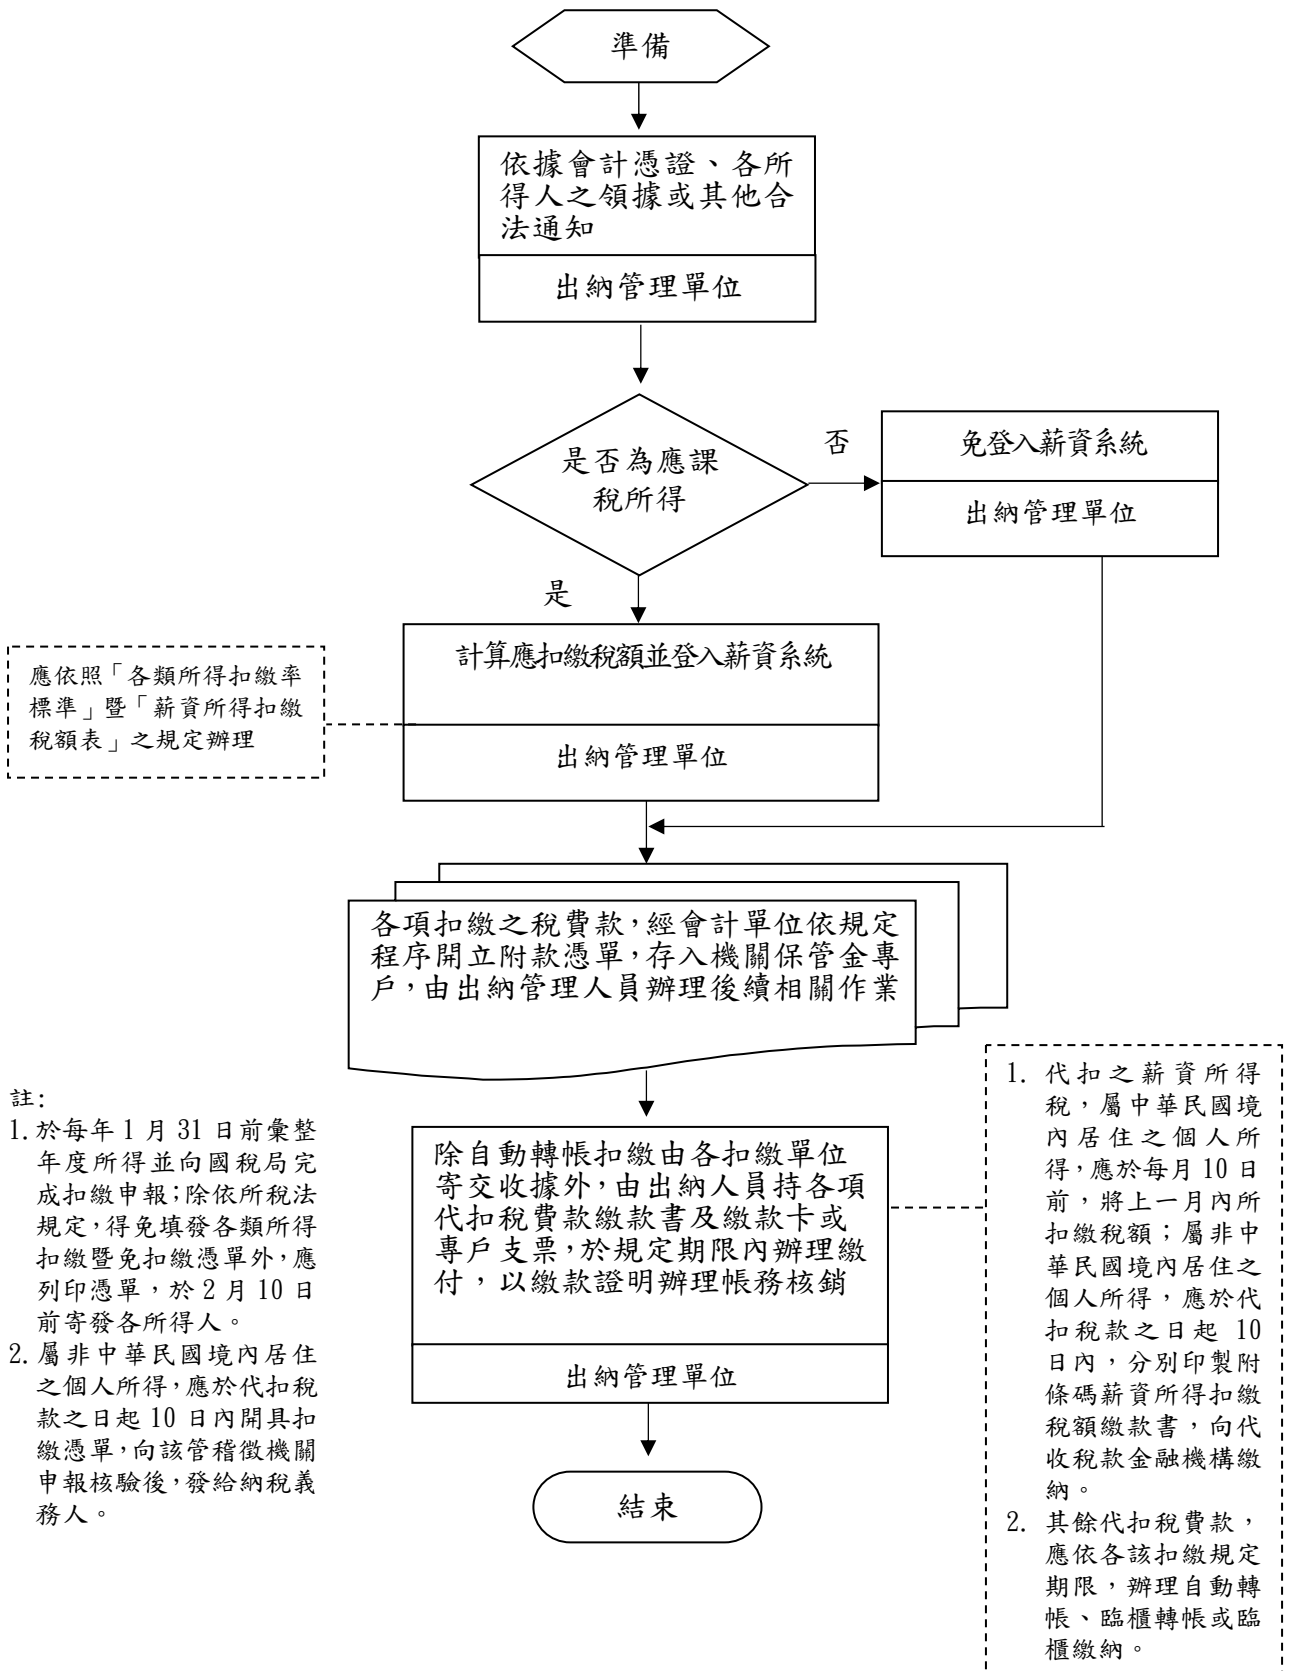 準備
依據會計憑證、各所
得人之領據或其他合
法通知
出納管理單位
是否為應課
稅所得
否
免登入薪資系統
出納管理單位
是
計算應扣繳稅額並登入薪資系統
出納管理單位
應依照「各類所得扣繳率
標準」暨「薪資所得扣繳
稅額表」之規定辦理
各項扣繳之稅費款，經會計單位依規定
程序開立附款憑單，存入機關保管金專
戶，由出納管理人員辦理後續相關作業
除自動轉帳扣繳由各扣繳單位
寄交收據外，由出納人員持各項
代扣稅費款繳款書及繳款卡或
專戶支票，於規定期限內辦理繳
付，以繳款證明辦理帳務核銷
出納管理單位
結束
1. 代扣之薪資所得
稅，屬中華民國境
內居住之個人所
得，應於每月 10 日
前，將上一月內所
扣繳稅額；屬非中
華民國境內居住之
個人所得，應於代
扣稅款之日起 10
日內，分別印製附
條碼薪資所得扣繳
稅額繳款書，向代
收稅款金融機構繳
納。
2. 其餘代扣稅費款，
應依各該扣繳規定
期限，辦理自動轉
帳、臨櫃轉帳或臨
櫃繳納。
註：
1. 於每年 1 月 31 日前彙整
年度所得並向國稅局完
成扣繳申報；除依所稅法
規定，得免填發各類所得
扣繳暨免扣繳憑單外，應
列印憑單，於 2 月 10 日
前寄發各所得人。
2. 屬非中華民國境內居住
之個人所得，應於代扣稅
款之日起 10 日內開具扣
繳憑單，向該管稽徵機關
申報核驗後，發給納稅義
務人。